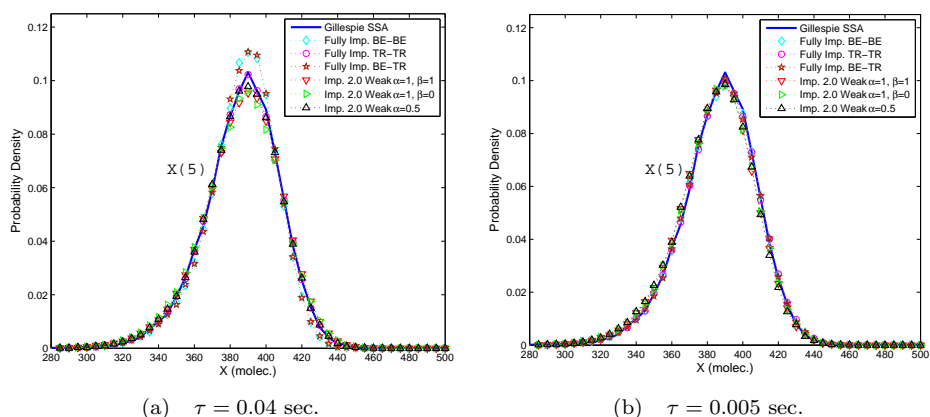 Gillespie SSA
Fully Imp. BE−BE
Fully Imp. TR−TR
Fully Imp. BE−TR
Imp. 2.0 Weak α=1, β=1
Imp. 2.0 Weak α=1, β=0
Imp. 2.0 Weak α=0.5
0.12
0.1
0.08
0.06
0.04
0.02
0
Probability Density
X(5)
280 300 320 340 360 380 400 420 440 460 480 500
X (molec.)
(a) τ = 0.04 sec.
Gillespie SSA
Fully Imp. BE−BE
Fully Imp. TR−TR
Fully Imp. BE−TR
Imp. 2.0 Weak α=1, β=1
Imp. 2.0 Weak α=1, β=0
Imp. 2.0 Weak α=0.5
0.12
0.1
0.08
0.06
0.04
0.02
0
Probability Density
X(5)
280 300 320 340 360 380 400 420 440 460 480 500
X (molec.)
(b) τ = 0.005 sec.